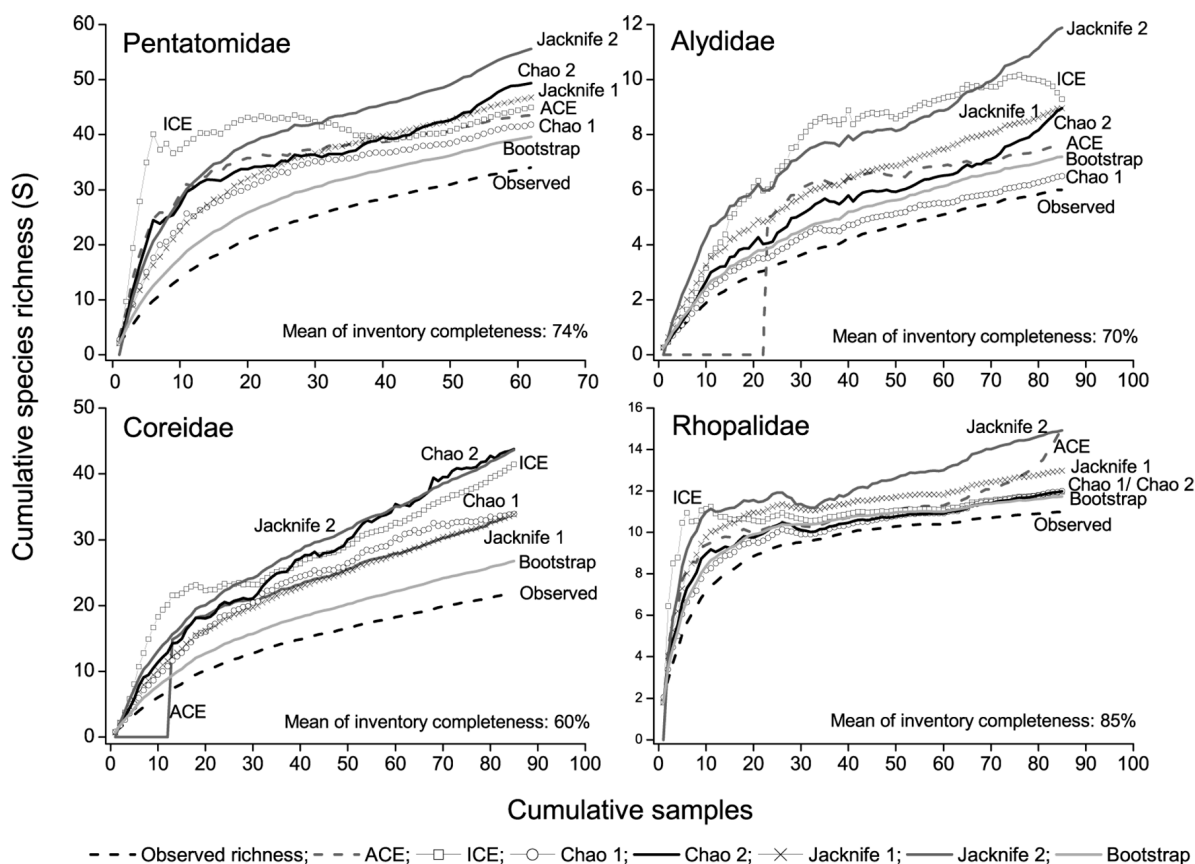 Cumulative species richness (S)
Pentatomidae
60
50
40
30
20
10
0
Jacknife 2
Chao 2
Jacknife 1
ICE
ACE
Chao 1
Bootstrap
Observed
Mean of inventory completeness: 74%
0 10 20 30 40 50 60 70
Alydidae
12
10
8
6
4
2
0
Jacknife 2
ICE
Jacknife 1
Chao 2
ACE
Bootstrap
Chao 1
Observed
Mean of inventory completeness: 70%
0 10 20 30 40 50 60 70 80 90 100
Coreidae
50
40
30
20
10
0
Chao 2
ICE
Chao 1
Jacknife 2
Jacknife 1
Bootstrap
Observed
ACE
Mean of inventory completeness: 60%
0 10 20 30 40 50 60 70 80 90 100
Rhopalidae
16
14
12
10
8
6
4
2
0
Jacknife 2
ACE
Jacknife 1
ICE
Chao 1/ Chao 2
Bootstrap
Observed
Mean of inventory completeness: 85%
0 10 20 30 40 50 60 70 80 90 100
Cumulative samples
Observed richness; ACE; ICE; Chao 1; Chao 2; Jacknife 1; Jacknife 2; Bootstrap